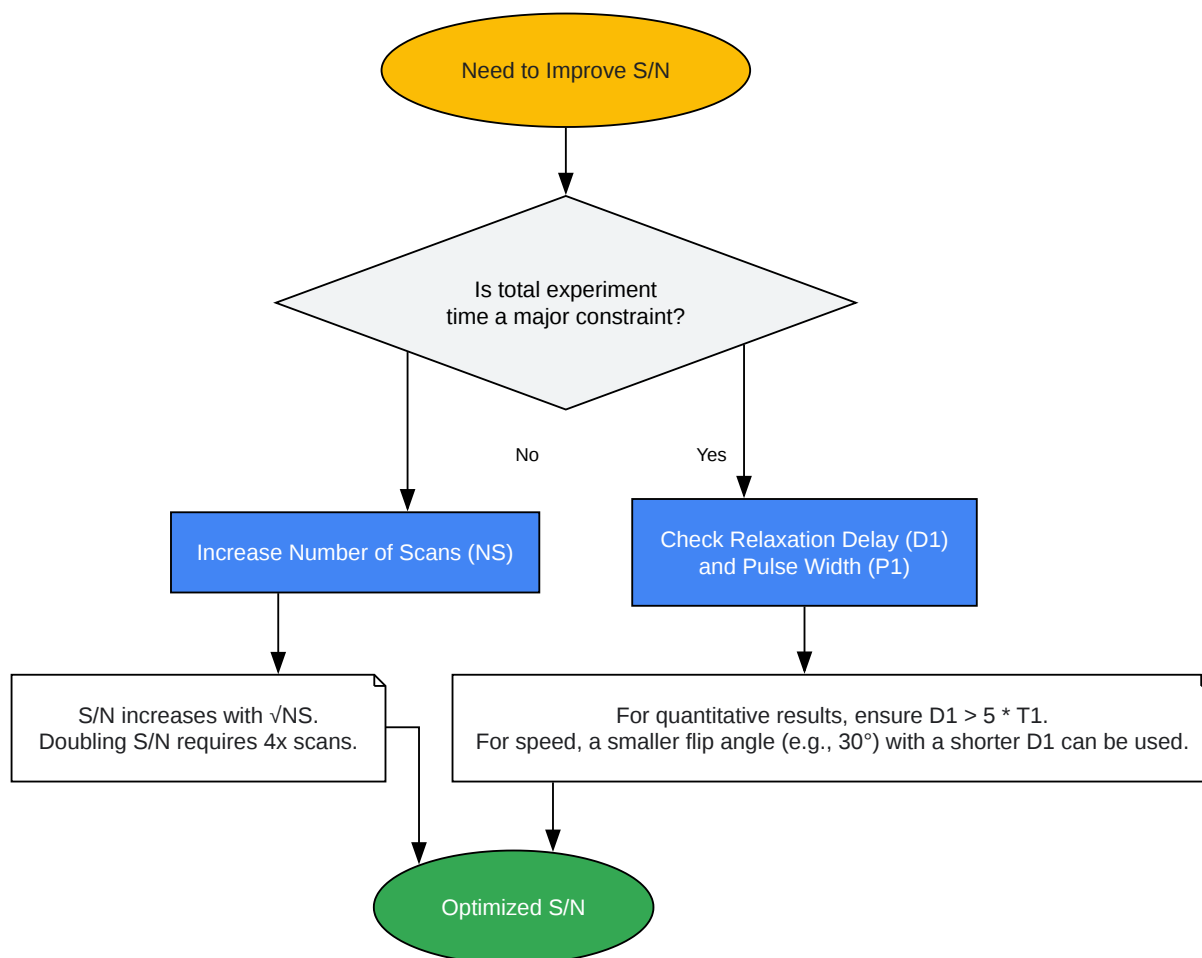 Need to Improve S/N
Is total experiment
time a major constraint?
No
Yes
Increase Number of Scans (NS)
Check Relaxation Delay (D1)
and Pulse Width (P1)
S/N increases with √NS.
Doubling S/N requires 4x scans.
For quantitative results, ensure D1 > 5 * T1.
For speed, a smaller flip angle (e.g., 30°) with a shorter D1 can be used.
Optimized S/N